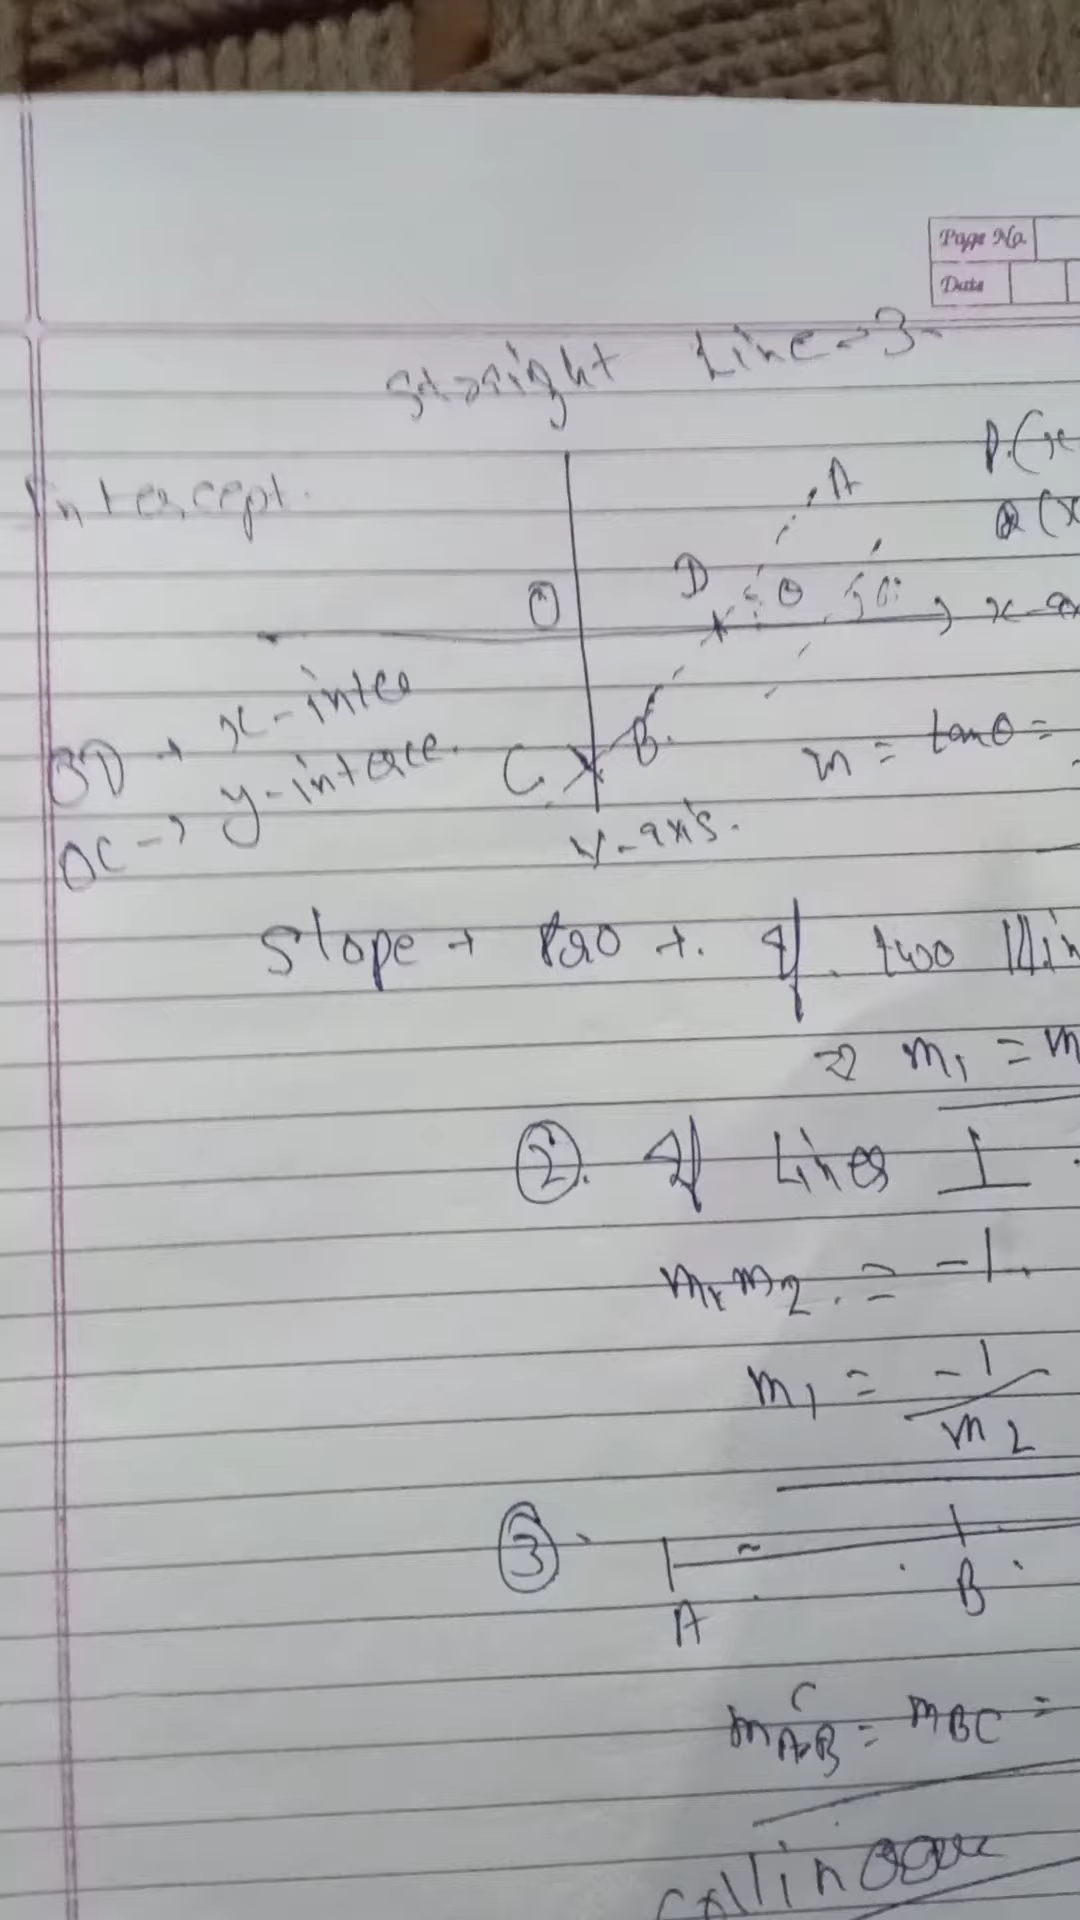 Page No.
Date
Straight Line-3-
Intercept.
A
P.(x
Q(x
D
θ
O
x-a
OD → x-inte
OC → y-interce.
C
B.
m = tanθ =
y-axis.
Slope → Pro →. If two ||lin
⇒ m₁ = m
②. If Lines ⊥
m₁m₂. = -1.
m₁ = -1/m₂
③
A B
C
mAB = mBC =
collinear